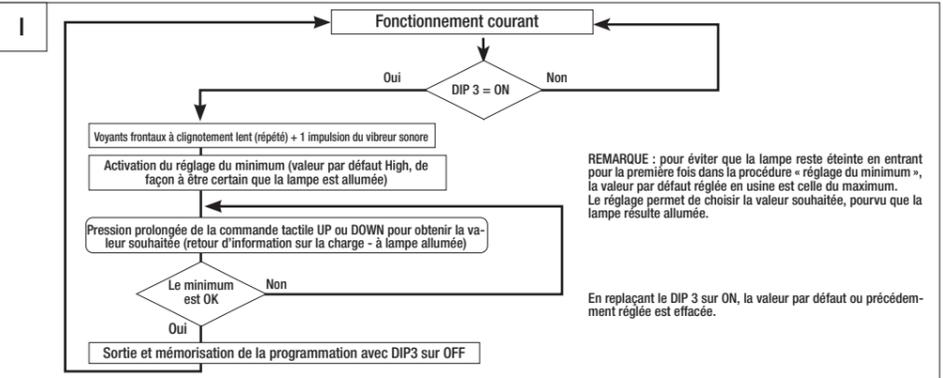 I
Fonctionnement courant
Oui
Non
DIP 3 = ON
Voyants frontaux à clignotement lent (répété) + 1 impulsion du vibreur sonore
Activation du réglage du minimum (valeur par défaut High, de
façon à être certain que la lampe est allumée)
Pression prolongée de la commande tactile UP ou DOWN pour obtenir la va-
leur souhaitée (retour d’information sur la charge - à lampe allumée)
Le minimum
est OK
Non
Oui
Sortie et mémorisation de la programmation avec DIP3 sur OFF
REMARQUE : pour éviter que la lampe reste éteinte en entrant
pour la première fois dans la procédure « réglage du minimum »,
la valeur par défaut réglée en usine est celle du maximum.
Le réglage permet de choisir la valeur souhaitée, pourvu que la
lampe résulte allumée.
En replaçant le DIP 3 sur ON, la valeur par défaut ou précédem-
ment réglée est effacée.